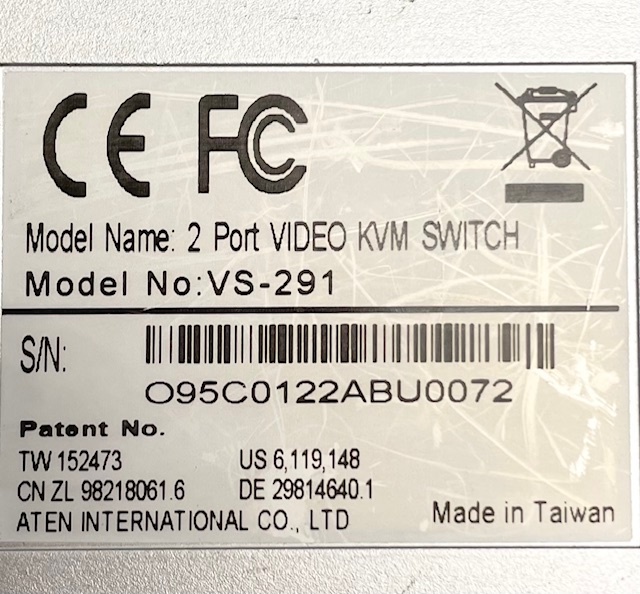 CE FC
Model Name: 2 Port VIDEO KVM SWITCH
Model No:VS-291
S/N:
O95C0122ABU0072
Patent No.
TW 152473 US 6,119,148
CN ZL 98218061.6 DE 29814640.1
ATEN INTERNATIONAL CO., LTD Made in Taiwan